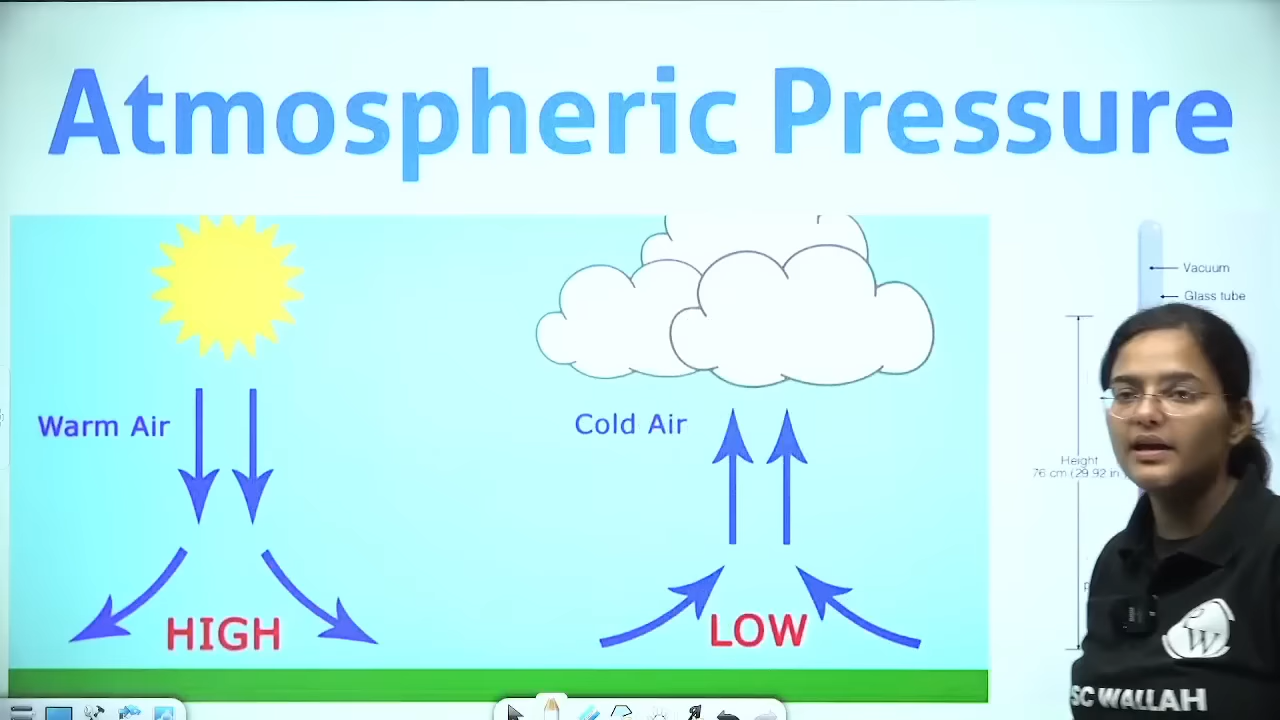 Atmospheric Pressure
Vacuum
Glass tube
Warm Air
Cold Air
Height
76 cm (29.92 in
HIGH
LOW
W
SC WALLAH